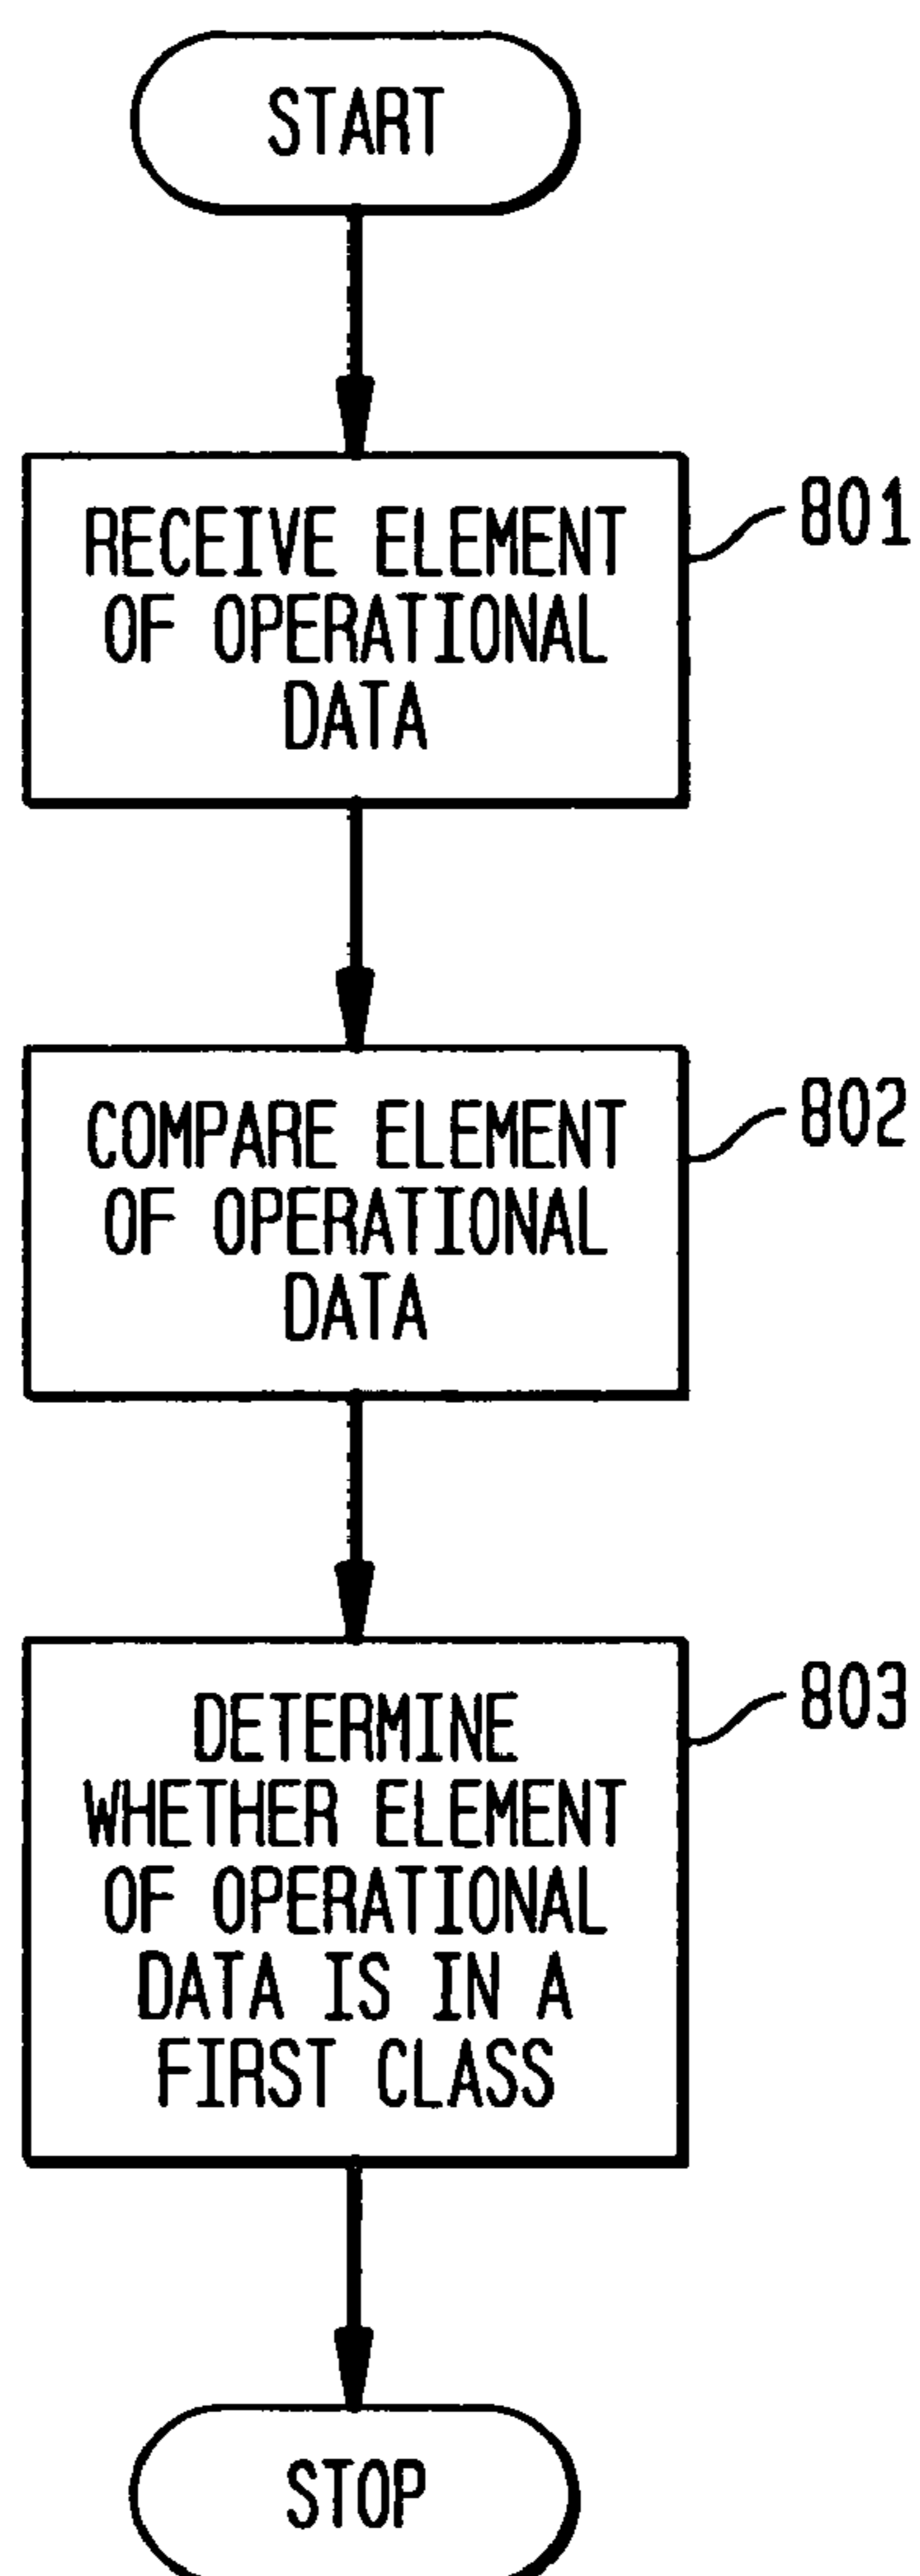 START
RECEIVE ELEMENT
OF OPERATIONAL
DATA
801
COMPARE ELEMENT
OF OPERATIONAL
DATA
802
DETERMINE
WHETHER ELEMENT
OF OPERATIONAL
DATA IS IN A
FIRST CLASS
803
STOP